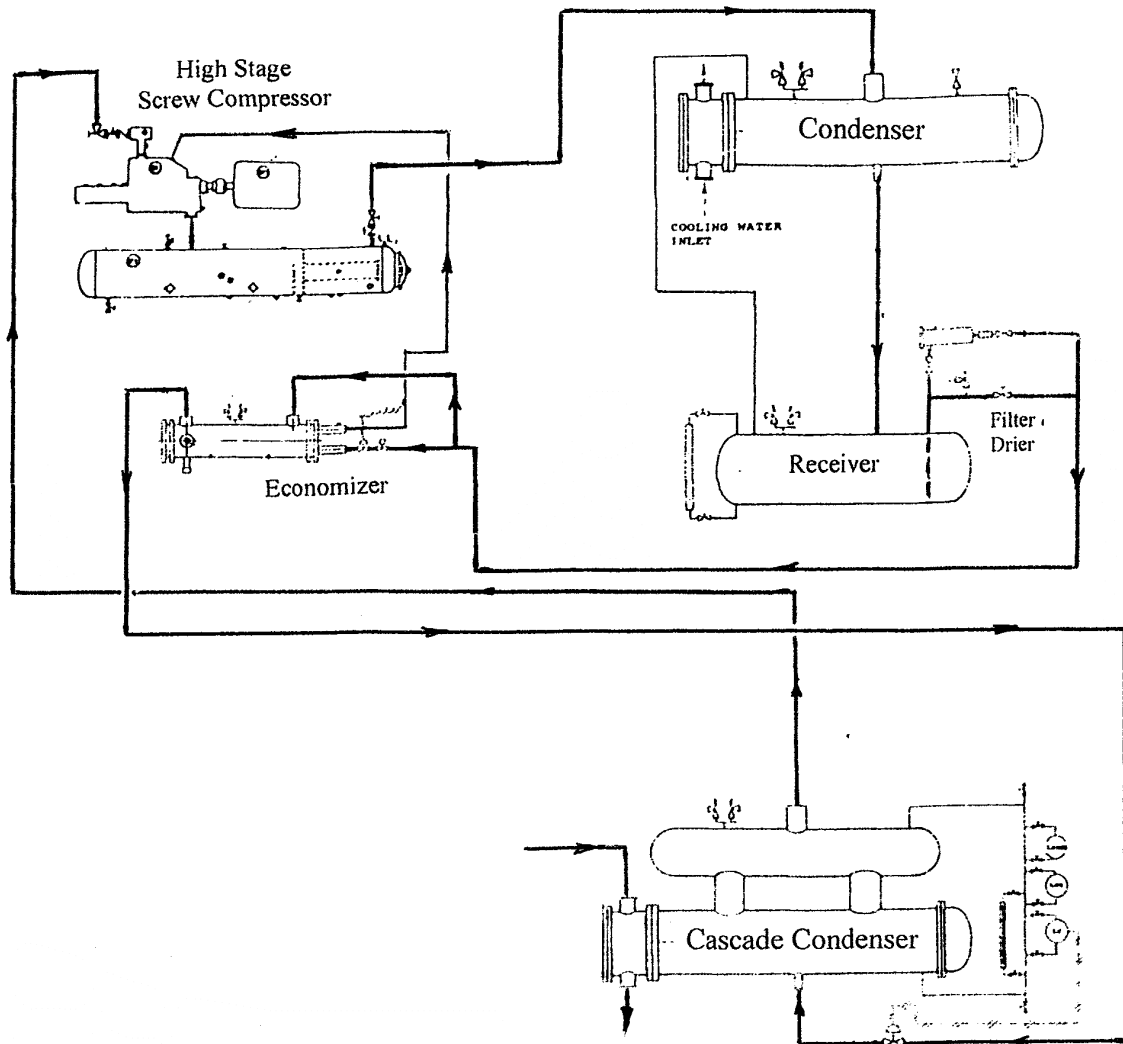 High Stage
Screw Compressor
Condenser
COOLING WATER
INLET
Filter
Drier
Receiver
Economizer
Cascade Condenser